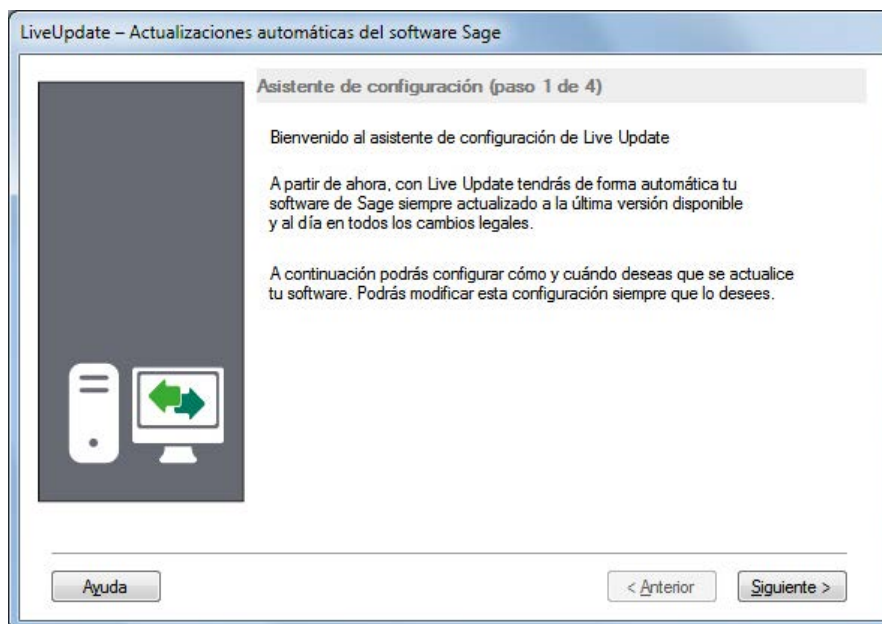 LiveUpdate – Actualizaciones automáticas del software Sage
Asistente de configuración (paso 1 de 4)
Bienvenido al asistente de configuración de Live Update
A partir de ahora, con Live Update tendrás de forma automática tu
software de Sage siempre actualizado a la última versión disponible
y al día en todos los cambios legales.
A continuación podrás configurar cómo y cuándo deseas que se actualice
tu software. Podrás modificar esta configuración siempre que lo desees.
Ayuda
< Anterior
Siguiente >